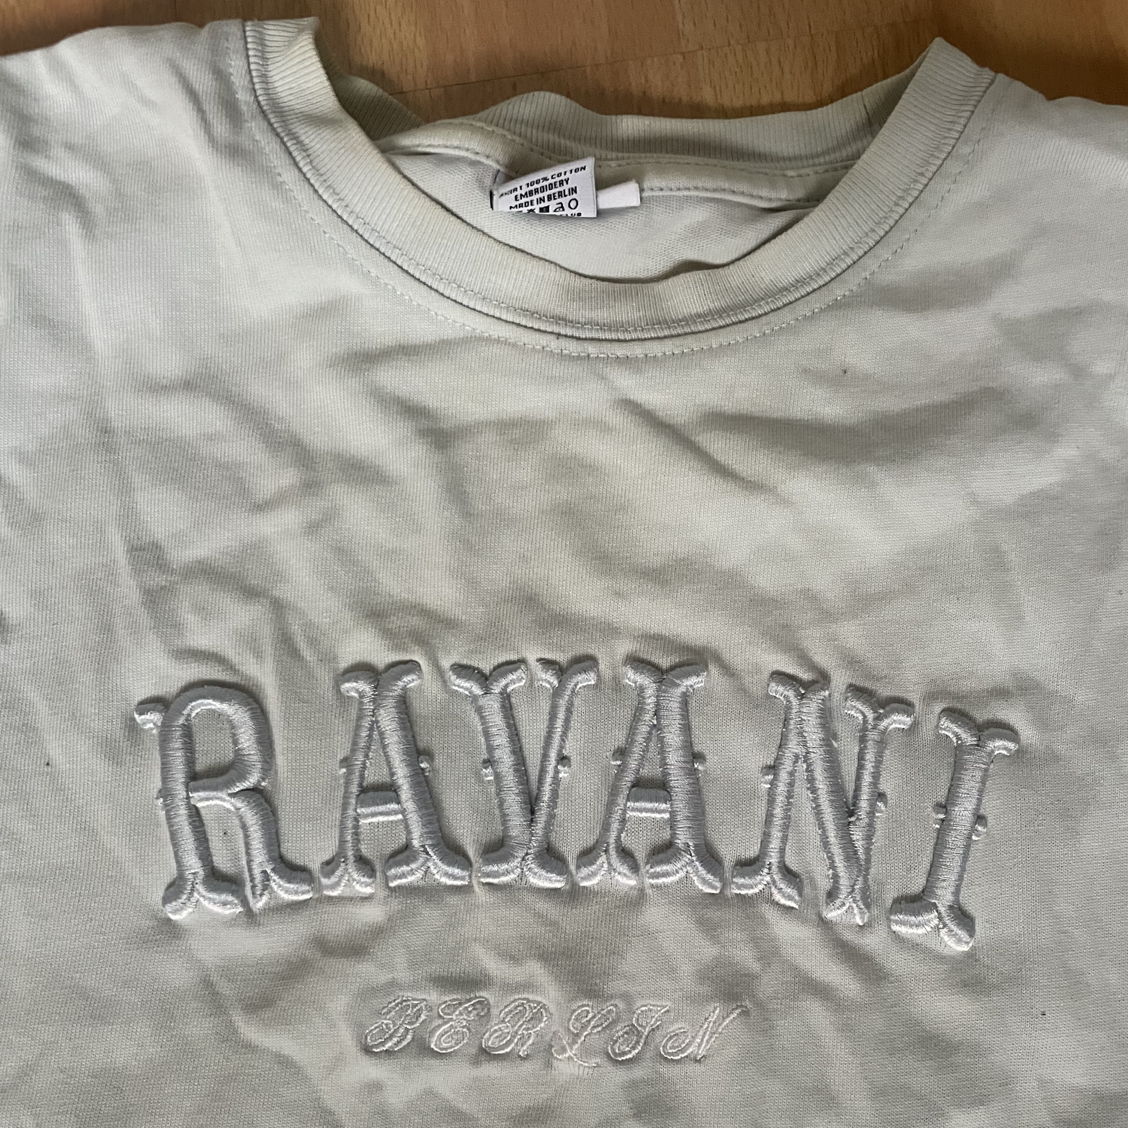 100% COTTON
EMBROIDERY
MADE IN BERLIN
RAVANI
BERLIN